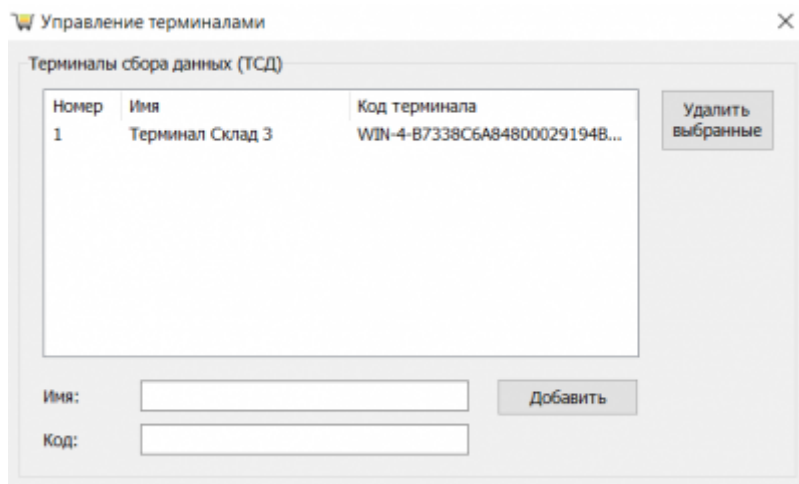 Управление терминалами
Терминалы сбора данных (ТСД)
Номер Имя Код терминала
1 Терминал Склад 3 WIN-4-B7338C6A84800029194B...
Удалить
выбранные
Имя:
Добавить
Код: